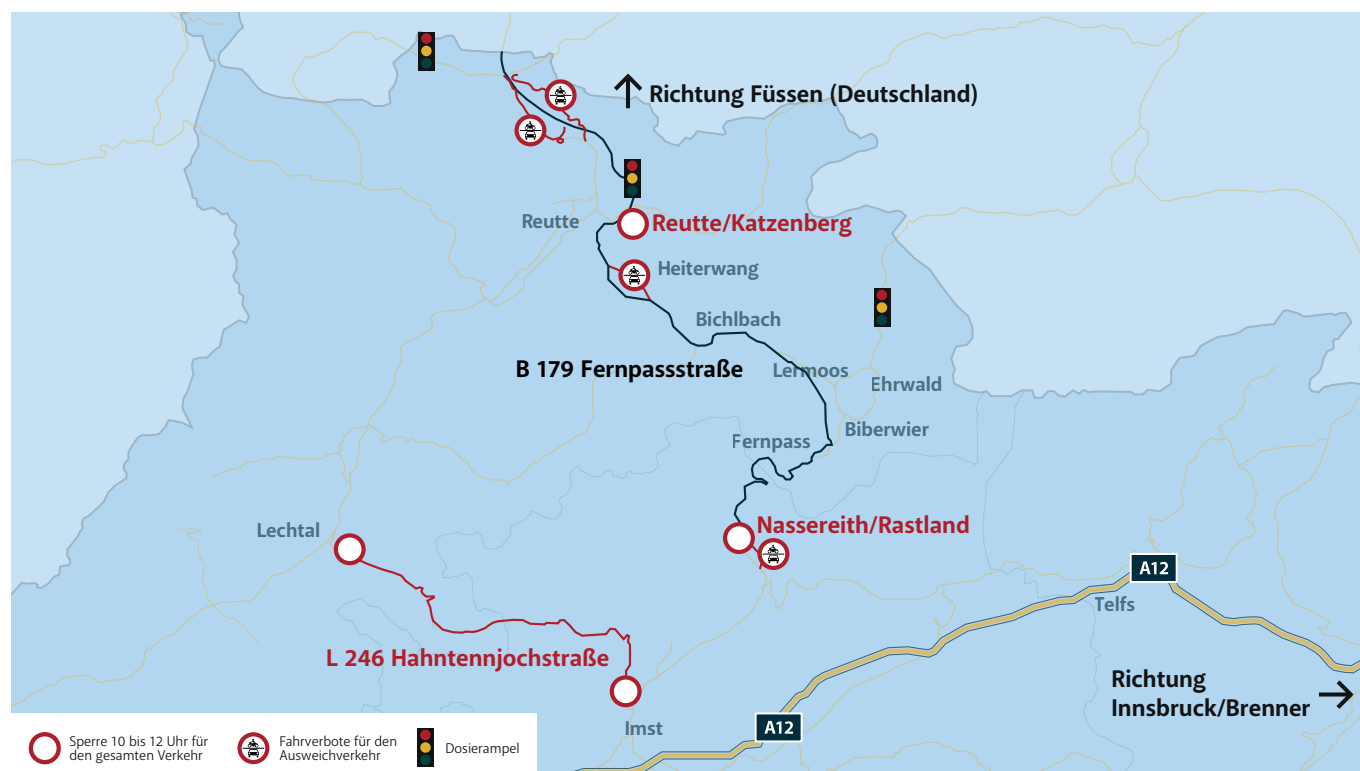 Richtung Füssen (Deutschland)
Reutte
Reutte/Katzenberg
Heiterwang
Bichlbach
B 179 Fernpassstraße
Lermoos
Ehrwald
Biberwier
Fernpass
Nassereith/Rastland
Lechtal
A12
Telfs
L 246 Hahntennjochstraße
Richtung
Innsbruck/Brenner
Imst
A12
Sperre 10 bis 12 Uhr für
den gesamten Verkehr
Fahrverbote für den
Ausweichverkehr
Dosierampel